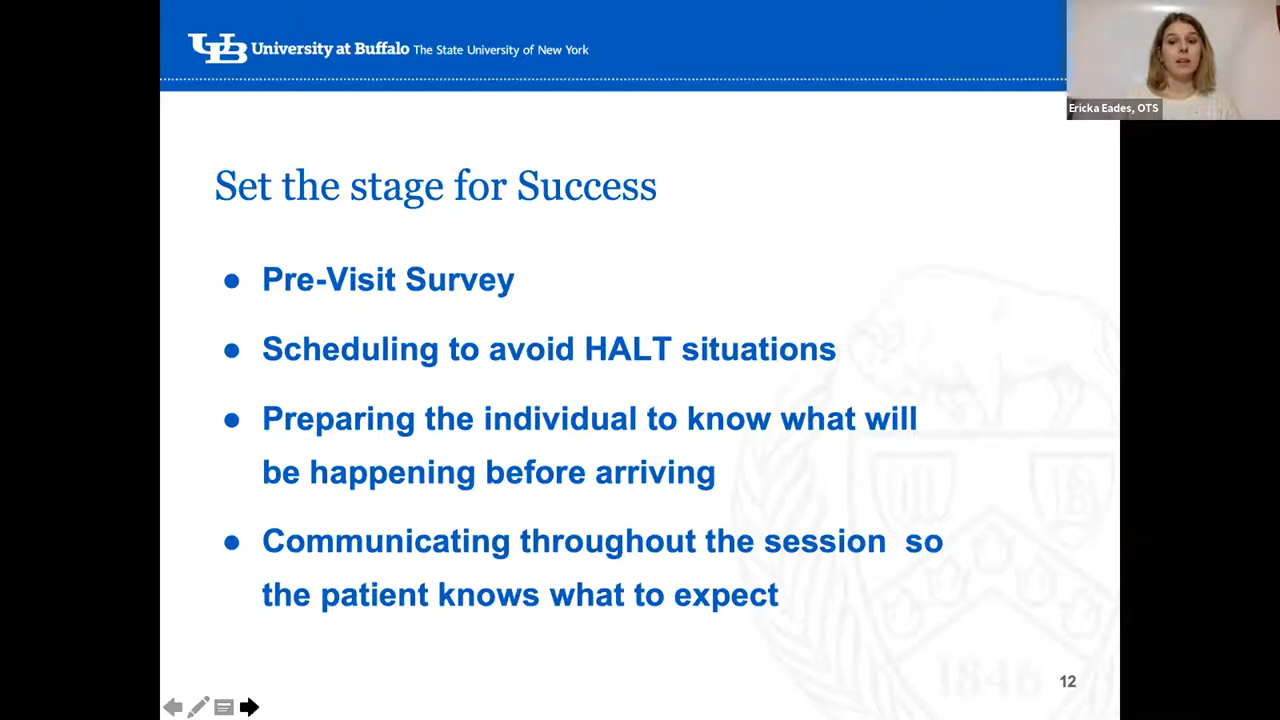 UB University at Buffalo The State University of New York
Ericka Eades, OTS
Set the stage for Success
● Pre-Visit Survey
● Scheduling to avoid HALT situations
● Preparing the individual to know what will
be happening before arriving
● Communicating throughout the session so
the patient knows what to expect
1846
12